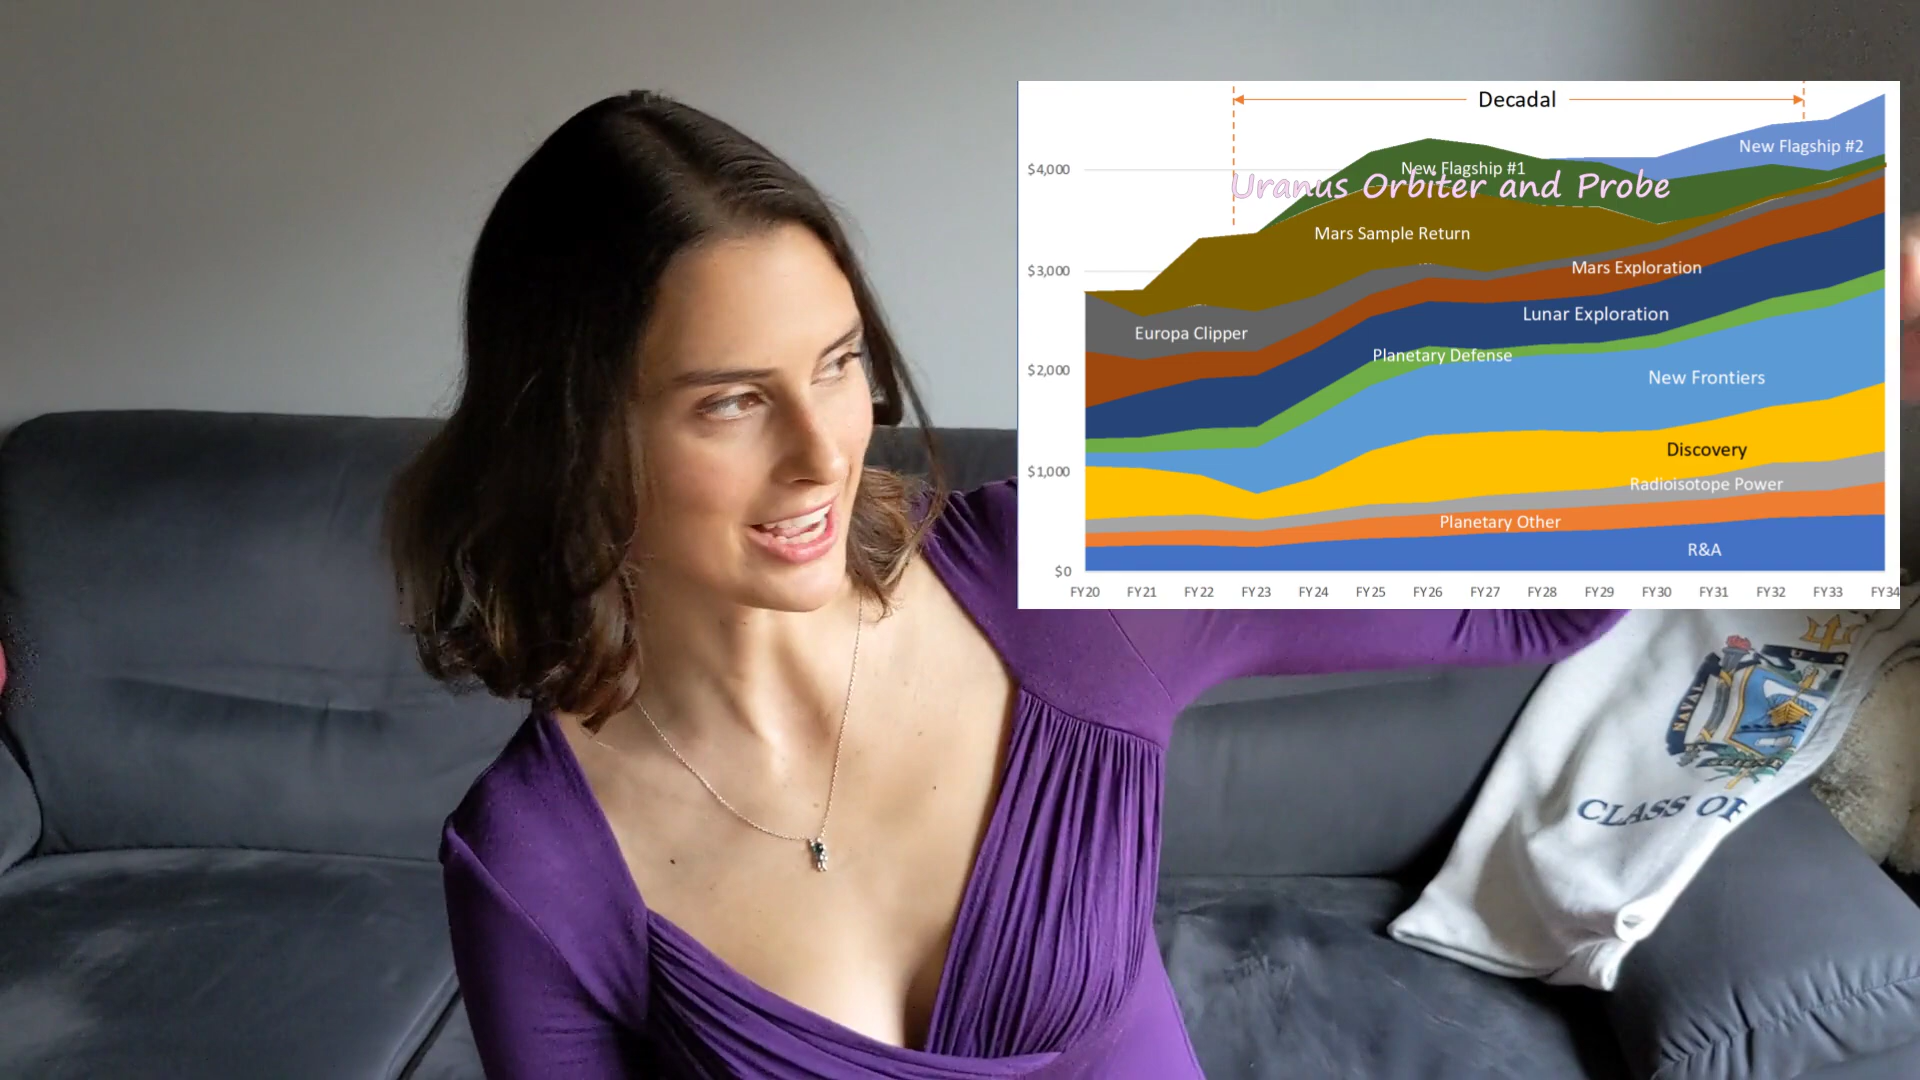 Decadal
$4,000
$3,000
$2,000
$1,000
$0
New Flagship #2
New Flagship #1
Uranus Orbiter and Probe
Mars Sample Return
Mars Exploration
Europa Clipper
Lunar Exploration
Planetary Defense
New Frontiers
Discovery
Radioisotope Power
Planetary Other
R&A
FY20 FY21 FY22 FY23 FY24 FY25 FY26 FY27 FY28 FY29 FY30 FY31 FY32 FY33 FY34
NAVAL
CLASS OF